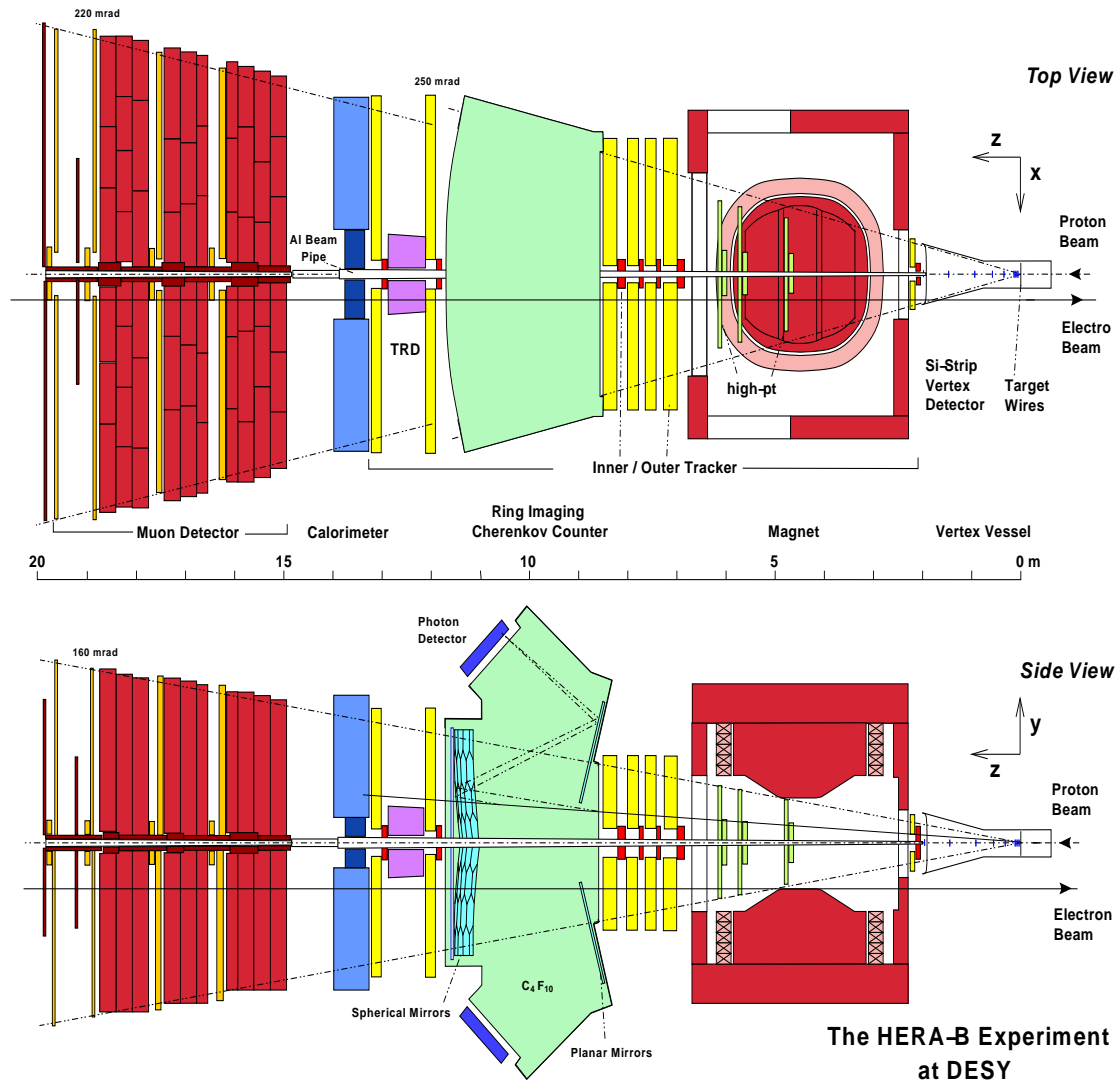 220 mrad
250 mrad
Top View
z
x
Proton
Beam
Al Beam
Pipe
Electro Beam
TRD
high-pt
Si-Strip
Vertex
Detector
Target
Wires
Inner / Outer Tracker
Muon Detector
Calorimeter
Ring Imaging
Cherenkov Counter
Magnet
Vertex Vessel
20 15 10 5 0 m
Photon
Detector
160 mrad
Side View
y
z
Proton
Beam
Electron
Beam
C₄ F₁₀
Spherical Mirrors
Planar Mirrors
The HERA-B Experiment
at DESY